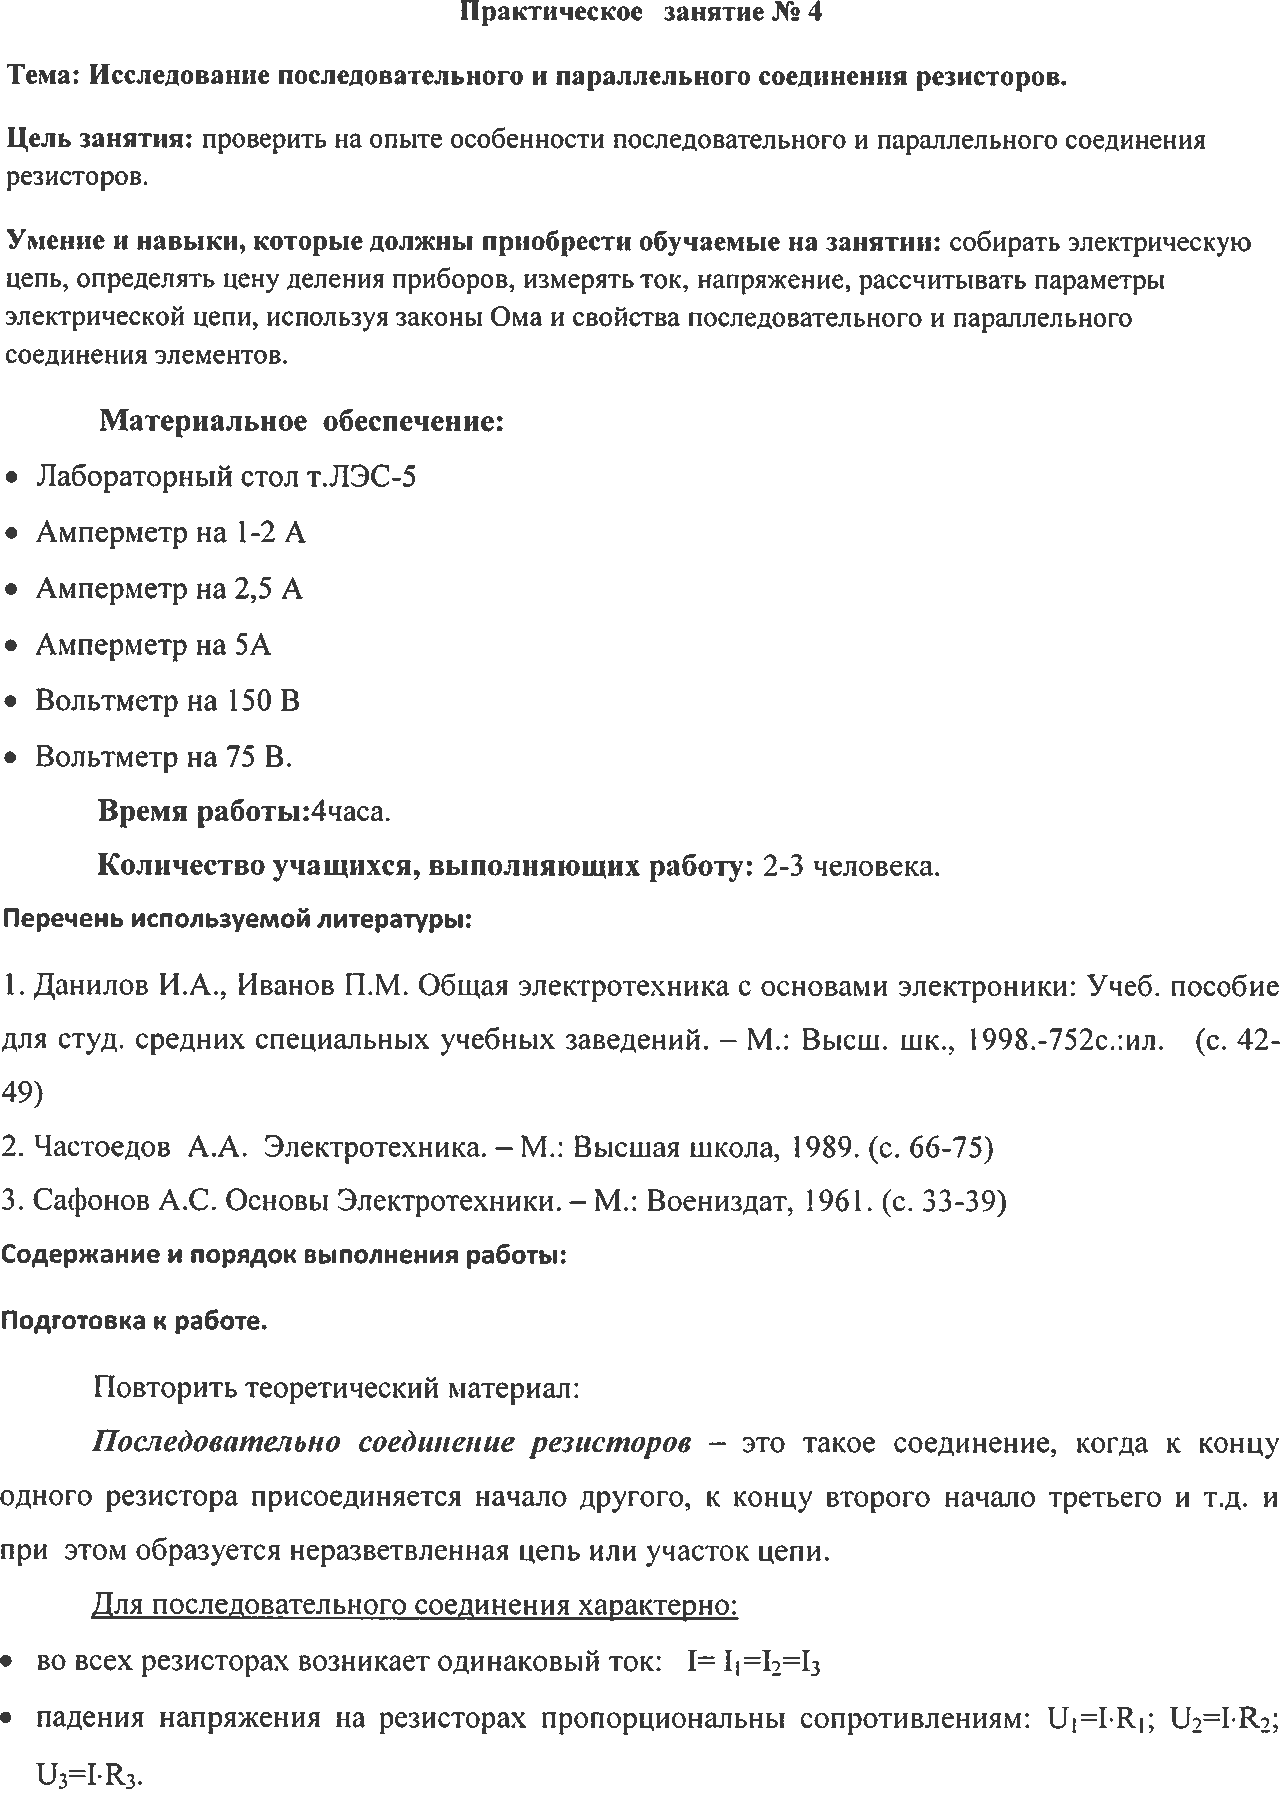 Практическое занятие № 4
Тема: Исследование последовательного и параллельного соединения резисторов.
Цель занятия: проверить на опыте особенности последовательного и параллельного соединения
резисторов.
Умение и навыки, которые должны приобрести обучаемые на занятии: собирать электрическую
цепь, определять цену деления приборов, измерять ток, напряжение, рассчитывать параметры
электрической цепи, используя законы Ома и свойства последовательного и параллельного
соединения элементов.
Материальное обеспечение:
• Лабораторный стол т.ЛЭС-5
• Амперметр на 1-2 А
• Амперметр на 2,5 А
• Амперметр на 5А
• Вольтметр на 150 В
• Вольтметр на 75 В.
Время работы:4часа.
Количество учащихся, выполняющих работу: 2-3 человека.
Перечень используемой литературы:
1. Данилов И.А., Иванов П.М. Общая электротехника с основами электроники: Учеб. пособие
для студ. средних специальных учебных заведений. – М.: Высш. шк., 1998.-752с.:ил. (с. 42-
49)
2. Частоедов А.А. Электротехника. – М.: Высшая школа, 1989. (с. 66-75)
3. Сафонов А.С. Основы Электротехники. – М.: Воениздат, 1961. (с. 33-39)
Содержание и порядок выполнения работы:
Подготовка к работе.
Повторить теоретический материал:
Последовательно соединение резисторов – это такое соединение, когда к концу
одного резистора присоединяется начало другого, к концу второго начало третьего и т.д. и
при этом образуется неразветвленная цепь или участок цепи.
Для последовательного соединения характерно:
• во всех резисторах возникает одинаковый ток: I= I₁=I₂=I₃
• падения напряжения на резисторах пропорциональны сопротивлениям: U₁=I·R₁; U₂=I·R₂;
U₃=I·R₃.